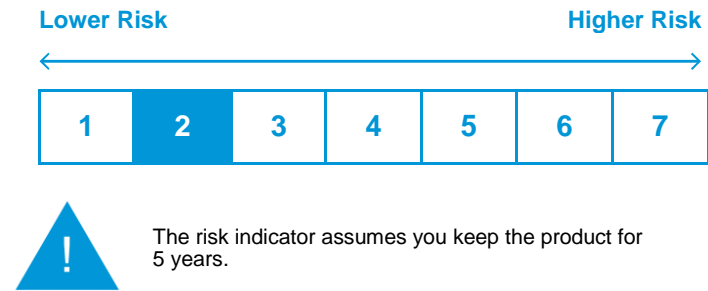 Lower Risk Higher Risk
1 2 3 4 5 6 7
!
The risk indicator assumes you keep the product for
5 years.